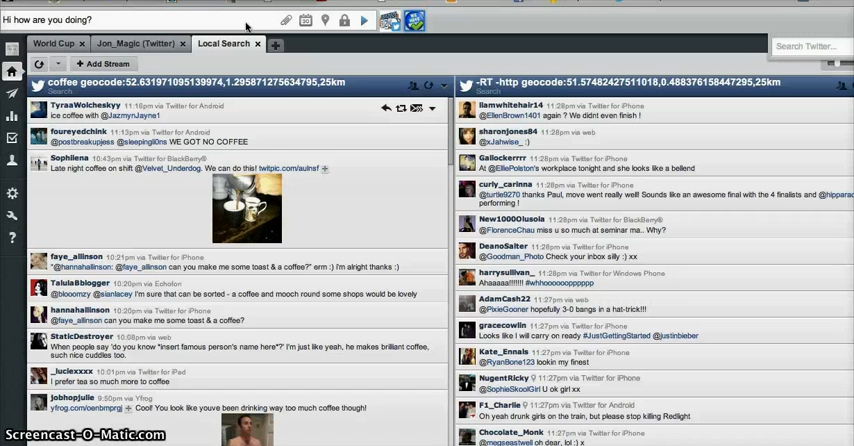 Hi how are you doing?
World Cup
Jon_Magic (Twitter)
Local Search
Search Twitter...
Add Stream
coffee geocode:52.631971095139974,1.295871275634795,25km
Search
TyraaWolcheskyy 11:18pm via Twitter for Android
ice coffee with @JazmynJayne1
foureyedchink 11:13pm via Twitter for Android
@postbreakupjess @sleepingli0ns WE GOT NO COFFEE
Sophilena 10:43pm via Twitter for BlackBerry®
Late night coffee on shift @Velvet_Underdog. We can do this! twitpic.com/aulnsf
faye_allinson 10:21pm via Twitter for iPhone
"@hannahallinson: @faye_allinson can you make me some toast & coffee?" erm :) I'm alright thanks :)
TalulaBlogger 10:20pm via Echofon
@blooomzy @sianlacey I'm sure that can be sorted - a coffee and mooch round some shops would be lovely
hannahallinson 10:20pm via Twitter for iPhone
@faye_allinson can you make me some toast & coffee?
StaticDestroyer 10:08pm via web
When people say 'do you know *insert famous person's name here*?' I'm just like yeah, he makes brilliant coffee,
such nice cuddles too.
_luciexxxx 10:01pm via Twitter for iPad
I prefer tea so much more to coffee
jobhopjulie 9:50pm via Yfrog
yfrog.com/oenbmprgj Cool! You look like youve been drinking way too much coffee though!
-RT -http geocode:51.57482427511018,0.488376158447295,25km
Search
liamwhitehair14 11:28pm via Twitter for iPhone
@EllenBrown1401 again ? We didnt even finish !
sharonjones84 11:28pm via web
@xJahwise_ :)
Gailockerrrr 11:28pm via Twitter for iPhone
At @ElliePolston's workplace tonight and she looks like a bellend
curly_carinna 11:28pm via Twitter for iPhone
@turtle9270 thanks Paul, move went really well! Sounds like an awesome final with the 4 finalists and @hipparac
performing !
New1000Olusola 11:28pm via Twitter for BlackBerry®
@FlorenceChau miss u so much at seminar ma.. Why?
DeanoSalter 11:28pm via Twitter for iPhone
@Goodman_Photo Check your inbox silly :) xx
harrysullivan_ 11:28pm via Twitter for Windows Phone
Ahaaaaa!!!!!!! #whhoooooopppppp
AdamCash22 11:27pm via web
@PixieGooner hopefully 3-0 bangs in a hat-trick!!!
gracecowlin 11:27pm via Twitter for iPhone
Looks like I will carry on ready #JustGettingStarted @justinbieber
Kate_Ennals 11:27pm via Twitter for iPhone
@RyanBone123 lookin my finest
NugentRicky 11:27pm via Twitter for iPhone
@SophieSkoolGirl U ok ygirl xx
F1_Charlie 11:27pm via Twitter for Android
Oh yeah drunk girls on the train, but please stop killing Redlight
Chocolate_Monk 11:27pm via Twitter for iPhone
@megseastwell oh dear, lol :) x
Screencast-O-Matic.com